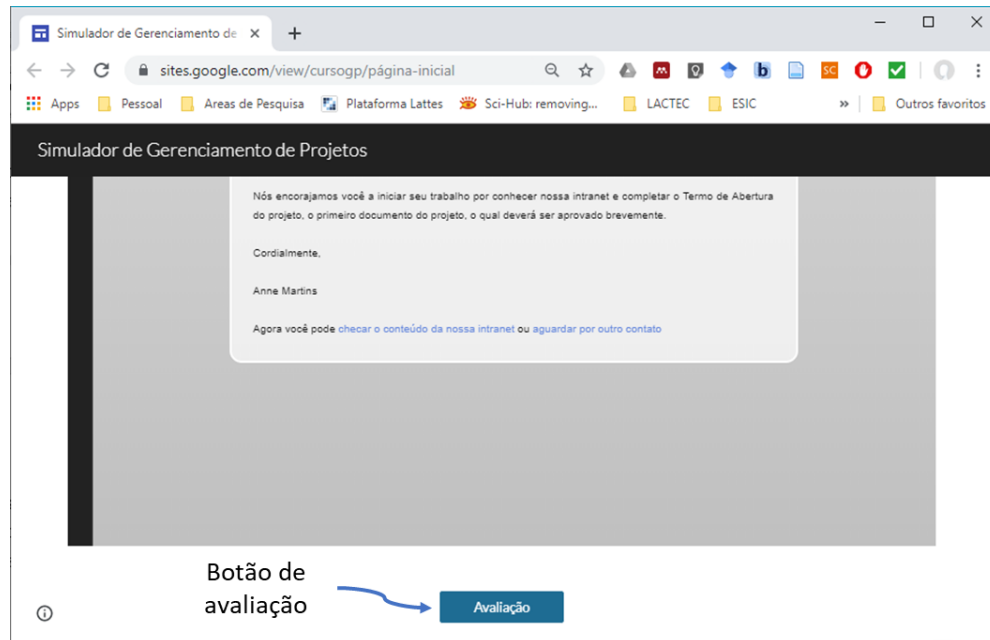 Simulador de Gerenciamento de
sites.google.com/view/cursogp/página-inicial
Apps Pessoal Areas de Pesquisa Plataforma Lattes Sci-Hub: removing... LACTEC ESIC » Outros favoritos
Simulador de Gerenciamento de Projetos
Nós encorajamos você a iniciar seu trabalho por conhecer nossa intranet e completar o Termo de Abertura
do projeto, o primeiro documento do projeto, o qual deverá ser aprovado brevemente.
Cordialmente,
Anne Martins
Agora você pode checar o conteúdo da nossa intranet ou aguardar por outro contato
Botão de
avaliação
Avaliação